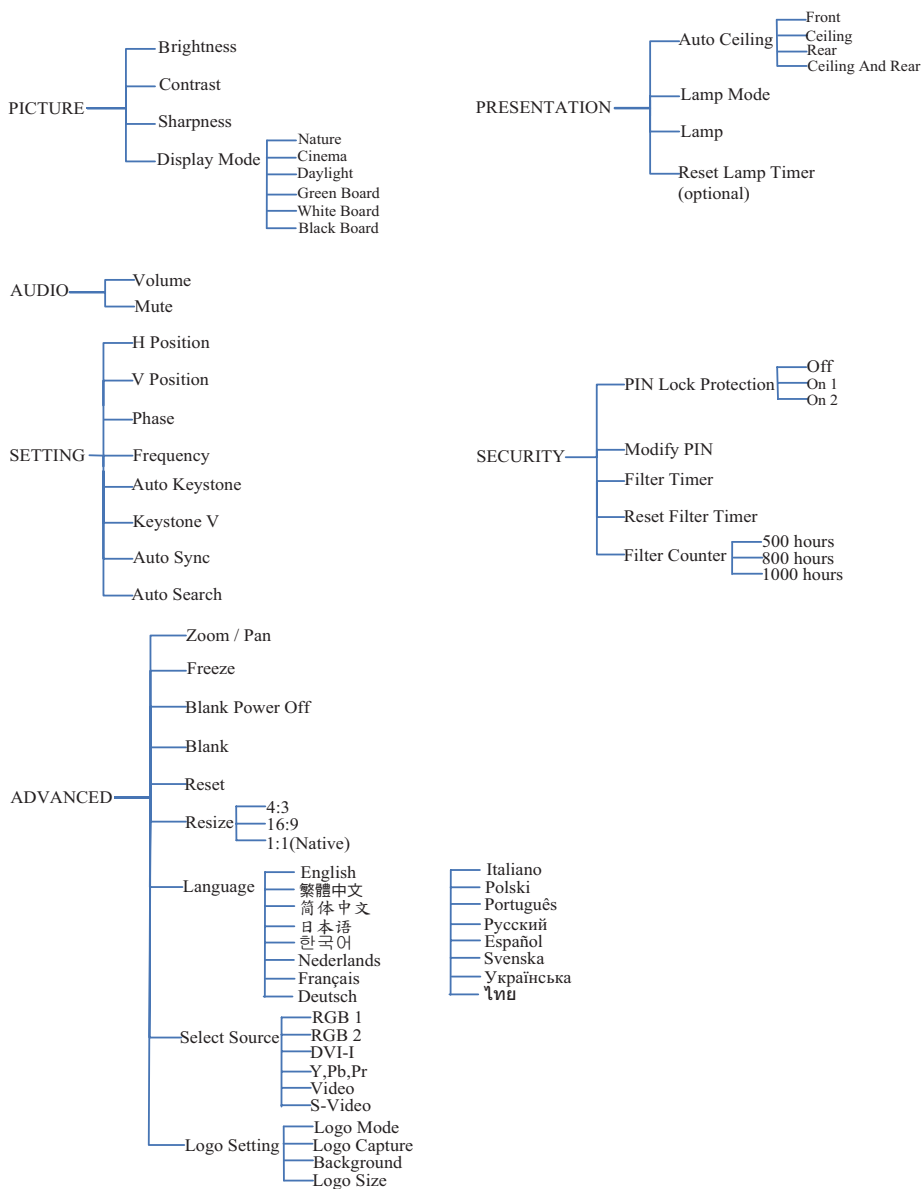 PICTURE
Brightness
Contrast
Sharpness
Display Mode
Nature
Cinema
Daylight
Green Board
White Board
Black Board
PRESENTATION
Auto Ceiling
Front
Ceiling
Rear
Ceiling And Rear
Lamp Mode
Lamp
Reset Lamp Timer
(optional)
AUDIO
Volume
Mute
SETTING
H Position
V Position
Phase
Frequency
Auto Keystone
Keystone V
Auto Sync
Auto Search
SECURITY
PIN Lock Protection
Off
On 1
On 2
Modify PIN
Filter Timer
Reset Filter Timer
Filter Counter
500 hours
800 hours
1000 hours
ADVANCED
Zoom / Pan
Freeze
Blank Power Off
Blank
Reset
Resize
4:3
16:9
1:1(Native)
Language
English
繁體中文
简体中文
日本语
한국어
Nederlands
Français
Deutsch
Italiano
Polski
Português
Русский
Español
Svenska
Українська
ไทย
Select Source
RGB 1
RGB 2
DVI-I
Y,Pb,Pr
Video
S-Video
Logo Setting
Logo Mode
Logo Capture
Background
Logo Size